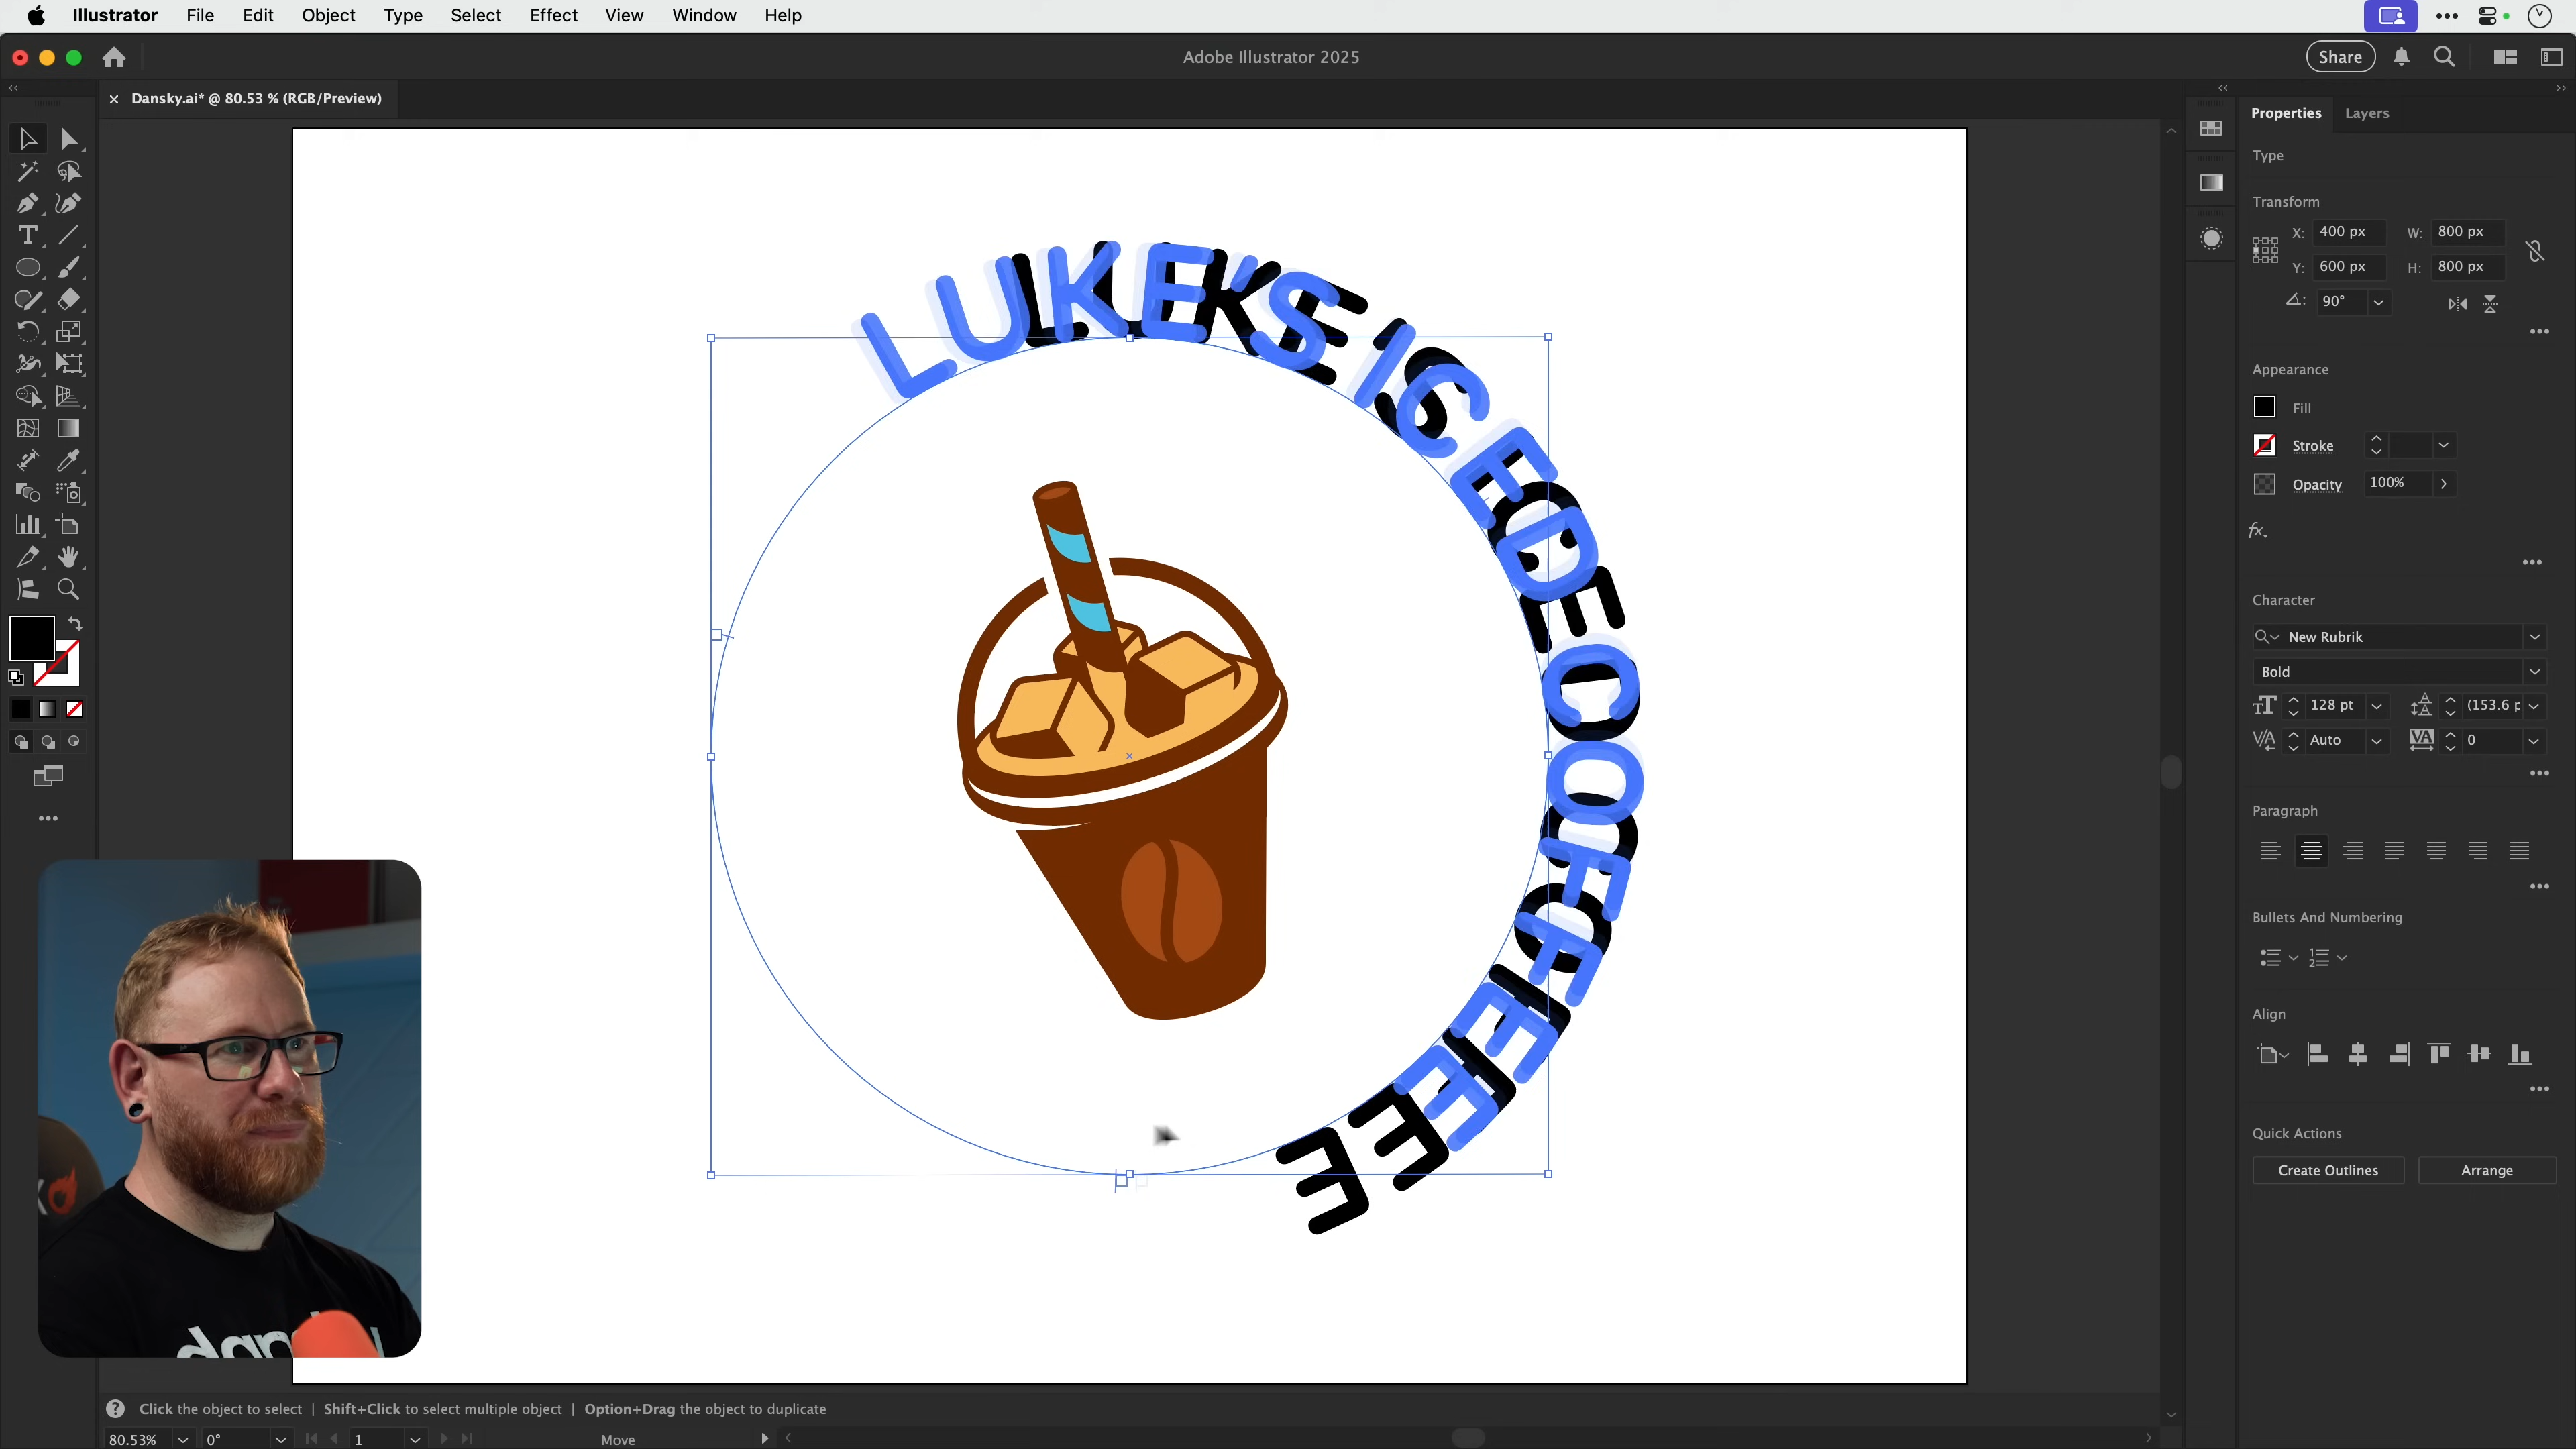 Illustrator File Edit Object Type Select Effect View Window Help
Adobe Illustrator 2025
Share
Dansky.ai* @ 80.53 % (RGB/Preview)
Properties Layers
Type
Transform
X: 400 px W: 800 px
Y: 600 px H: 800 px
90°
Appearance
Fill
Stroke
Opacity 100%
fx.
Character
New Rubrik
Bold
128 pt (153.6 p
Auto 0
Paragraph
Bullets And Numbering
Align
Quick Actions
Create Outlines Arrange
LUKE'S ICED COFFEE
LUKE'S ICED COFFEE
Click the object to select | Shift+Click to select multiple object | Option+Drag the object to duplicate
80.53% 0° 1 Move